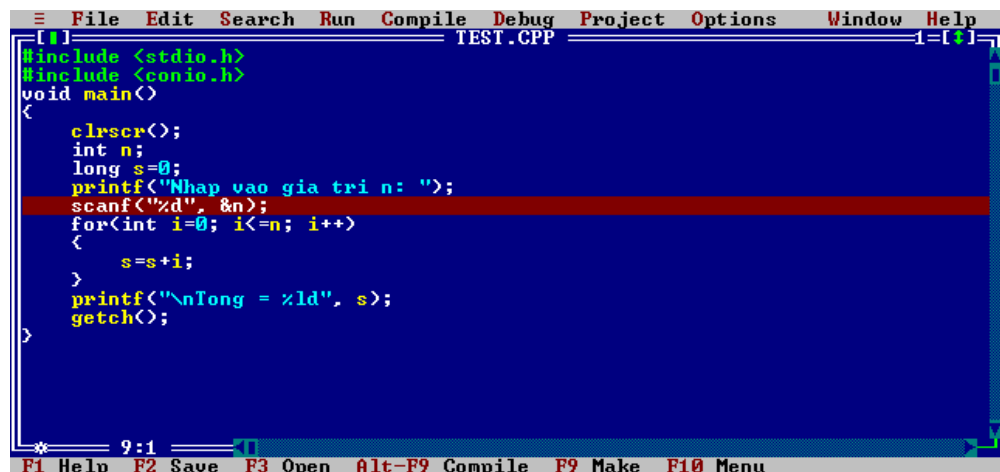 ≡ File Edit Search Run Compile Debug Project Options Window Help
[■] TEST.CPP 1=[↕]
#include <stdio.h>
#include <conio.h>
void main()
{
    clrscr();
    int n;
    long s=0;
    printf("Nhap vao gia tri n: ");
    scanf("%d", &n);
    for(int i=0; i<=n; i++)
    {
        s=s+i;
    }
    printf("\nTong = %ld", s);
    getch();
}
9:1
F1 Help F2 Save F3 Open Alt-F9 Compile F9 Make F10 Menu